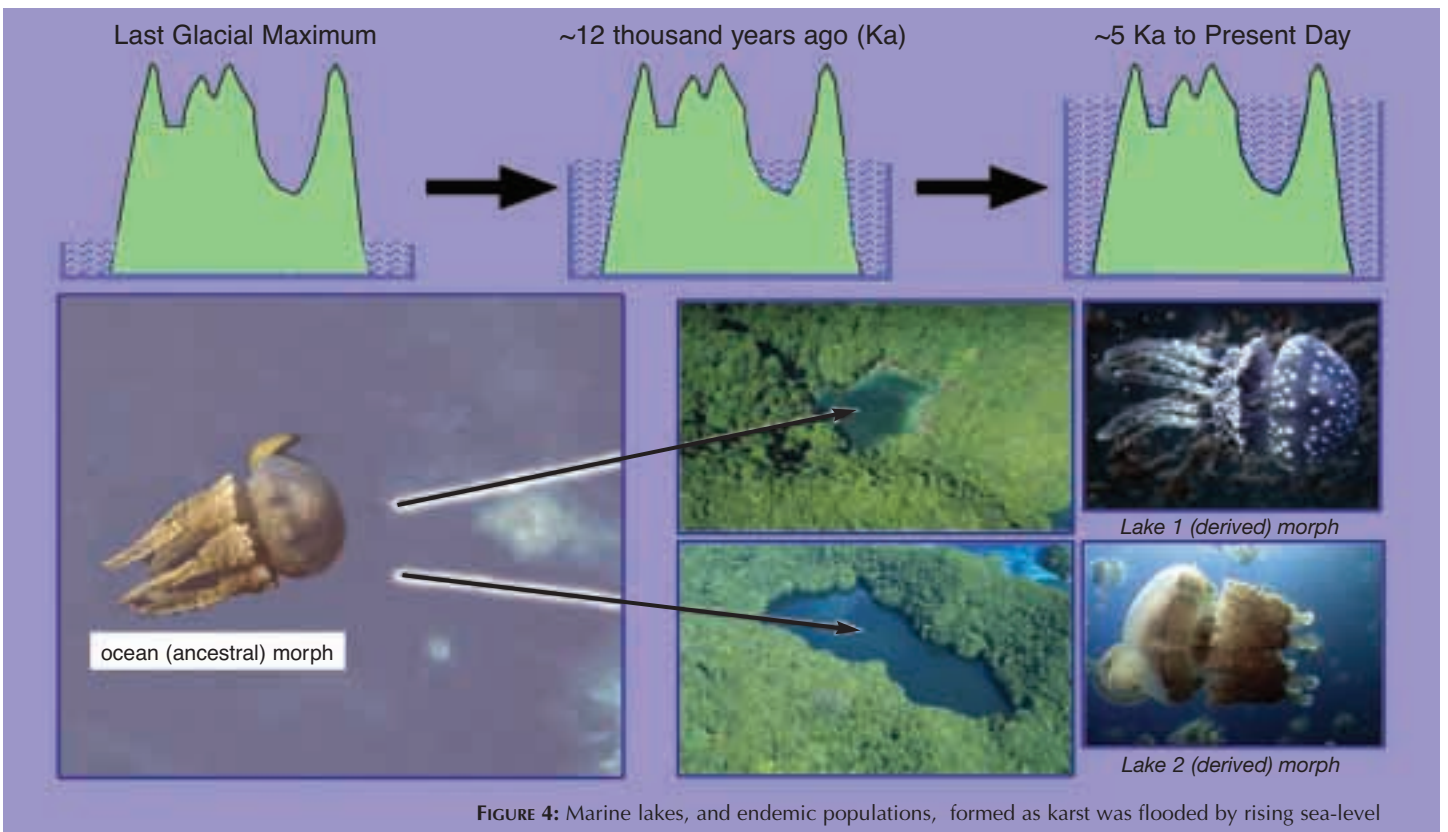 Last Glacial Maximum
~12 thousand years ago (Ka)
~5 Ka to Present Day
ocean (ancestral) morph
Lake 1 (derived) morph
Lake 2 (derived) morph
FIGURE 4: Marine lakes, and endemic populations, formed as karst was flooded by rising sea-level